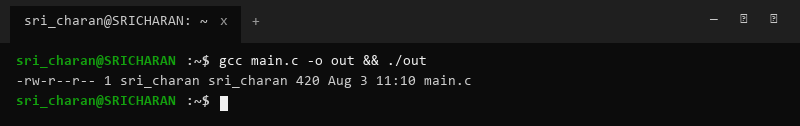 sri_charan@SRICHARAN: ~ x +
sri_charan@SRICHARAN :~$ gcc main.c -o out && ./out
-rw-r--r-- 1 sri_charan sri_charan 420 Aug 3 11:10 main.c
sri_charan@SRICHARAN :~$